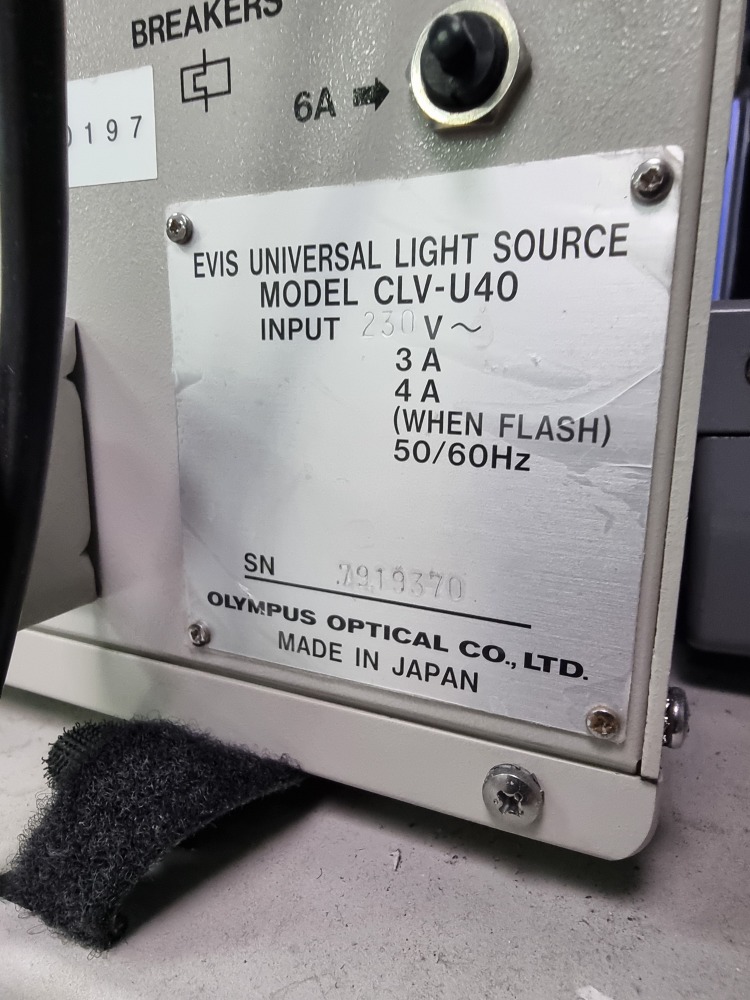 BREAKERS
6A
0197
EVIS UNIVERSAL LIGHT SOURCE
MODEL CLV-U40
INPUT 230 V ~
3 A
4 A
(WHEN FLASH)
50/60Hz
SN 7919370
OLYMPUS OPTICAL CO., LTD.
MADE IN JAPAN